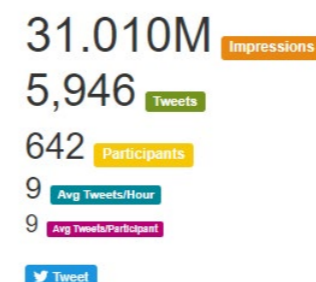 31.010M Impressions
5,946 Tweets
642 Participants
9 Avg Tweets/Hour
9 Avg Tweets/Participant
Tweet